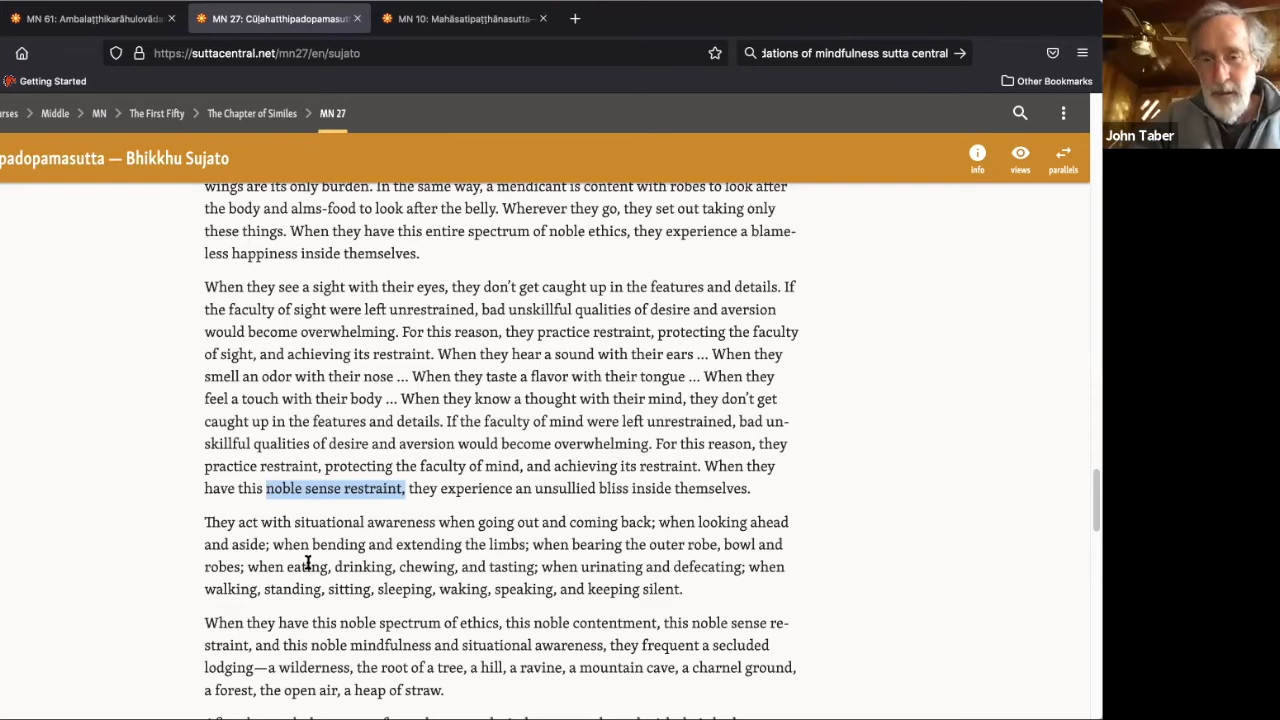 MN 61: Ambalaṭṭhikarāhulovāda
MN 27: Cūḷahatthipadopamasutt
MN 10: Mahāsatipaṭṭhānasutta—
https://suttacentral.net/mn27/en/sujato
dations of mindfulness sutta central
Getting Started
Other Bookmarks
rses > Middle > MN > The First Fifty > The Chapter of Similes > MN 27
padopamasutta — Bhikkhu Sujato
info
views
parallels
wings are its only burden. In the same way, a mendicant is content with robes to look after
the body and alms-food to look after the belly. Wherever they go, they set out taking only
these things. When they have this entire spectrum of noble ethics, they experience a blame-
less happiness inside themselves.
When they see a sight with their eyes, they don’t get caught up in the features and details. If
the faculty of sight were left unrestrained, bad unskillful qualities of desire and aversion
would become overwhelming. For this reason, they practice restraint, protecting the faculty
of sight, and achieving its restraint. When they hear a sound with their ears … When they
smell an odor with their nose … When they taste a flavor with their tongue … When they
feel a touch with their body … When they know a thought with their mind, they don’t get
caught up in the features and details. If the faculty of mind were left unrestrained, bad un-
skillful qualities of desire and aversion would become overwhelming. For this reason, they
practice restraint, protecting the faculty of mind, and achieving its restraint. When they
have this noble sense restraint, they experience an unsullied bliss inside themselves.
They act with situational awareness when going out and coming back; when looking ahead
and aside; when bending and extending the limbs; when bearing the outer robe, bowl and
robes; when eating, drinking, chewing, and tasting; when urinating and defecating; when
walking, standing, sitting, sleeping, waking, speaking, and keeping silent.
When they have this noble spectrum of ethics, this noble contentment, this noble sense re-
straint, and this noble mindfulness and situational awareness, they frequent a secluded
lodging—a wilderness, the root of a tree, a hill, a ravine, a mountain cave, a charnel ground,
a forest, the open air, a heap of straw.
John Taber